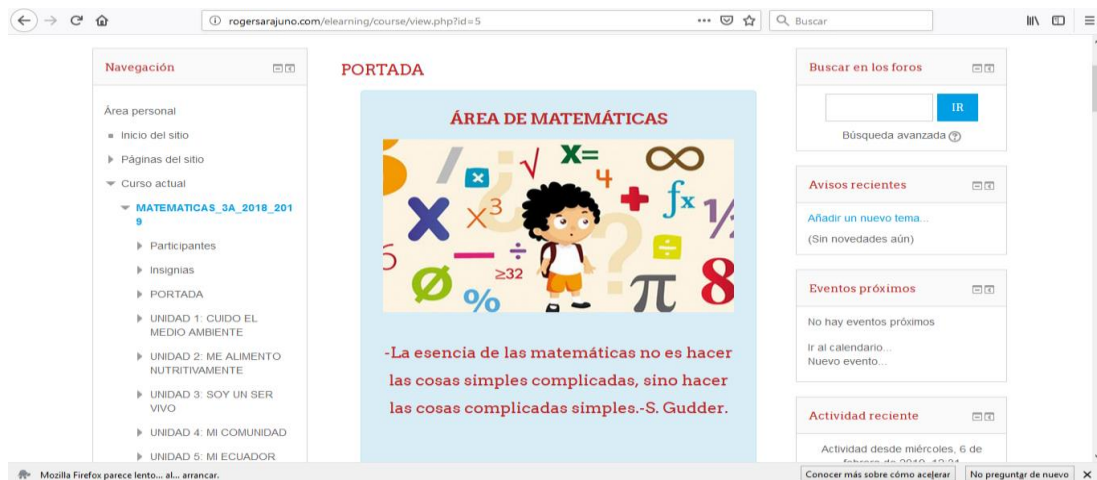 rogersarajuno.com/elearning/course/view.php?id=5
Buscar
Navegación
Área personal
Inicio del sitio
Páginas del sitio
Curso actual
MATEMATICAS_3A_2018_201
9
Participantes
Insignias
PORTADA
UNIDAD 1: CUIDO EL
MEDIO AMBIENTE
UNIDAD 2: ME ALIMENTO
NUTRITIVAMENTE
UNIDAD 3: SOY UN SER
VIVO
UNIDAD 4: MI COMUNIDAD
UNIDAD 5: MI ECUADOR
PORTADA
ÁREA DE MATEMÁTICAS
X=
4
x³
fx
½
≥32
%
π
8
-La esencia de las matemáticas no es hacer
las cosas simples complicadas, sino hacer
las cosas complicadas simples.-S. Gudder.
Buscar en los foros
IR
Búsqueda avanzada
Avisos recientes
Añadir un nuevo tema...
(Sin novedades aún)
Eventos próximos
No hay eventos próximos
Ir al calendario...
Nuevo evento...
Actividad reciente
Actividad desde miércoles, 6 de
febrero de 2019, 12:21
Mozilla Firefox parece lento... al... arrancar.
Conocer más sobre cómo acelerar
No preguntar de nuevo